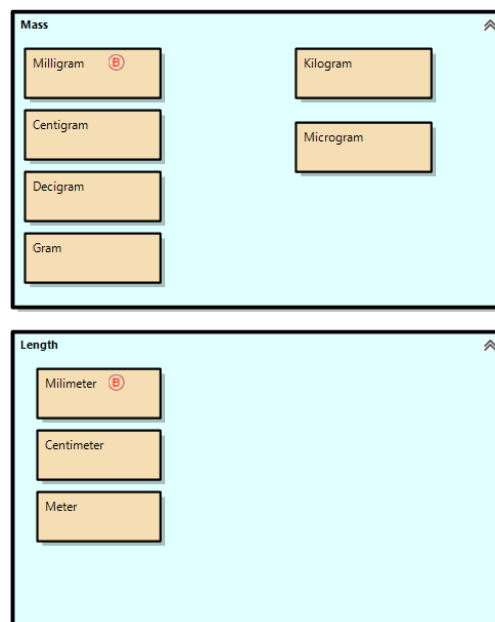 Mass
Milligram B
Centigram
Decigram
Gram
Kilogram
Microgram
Length
Milimeter B
Centimeter
Meter